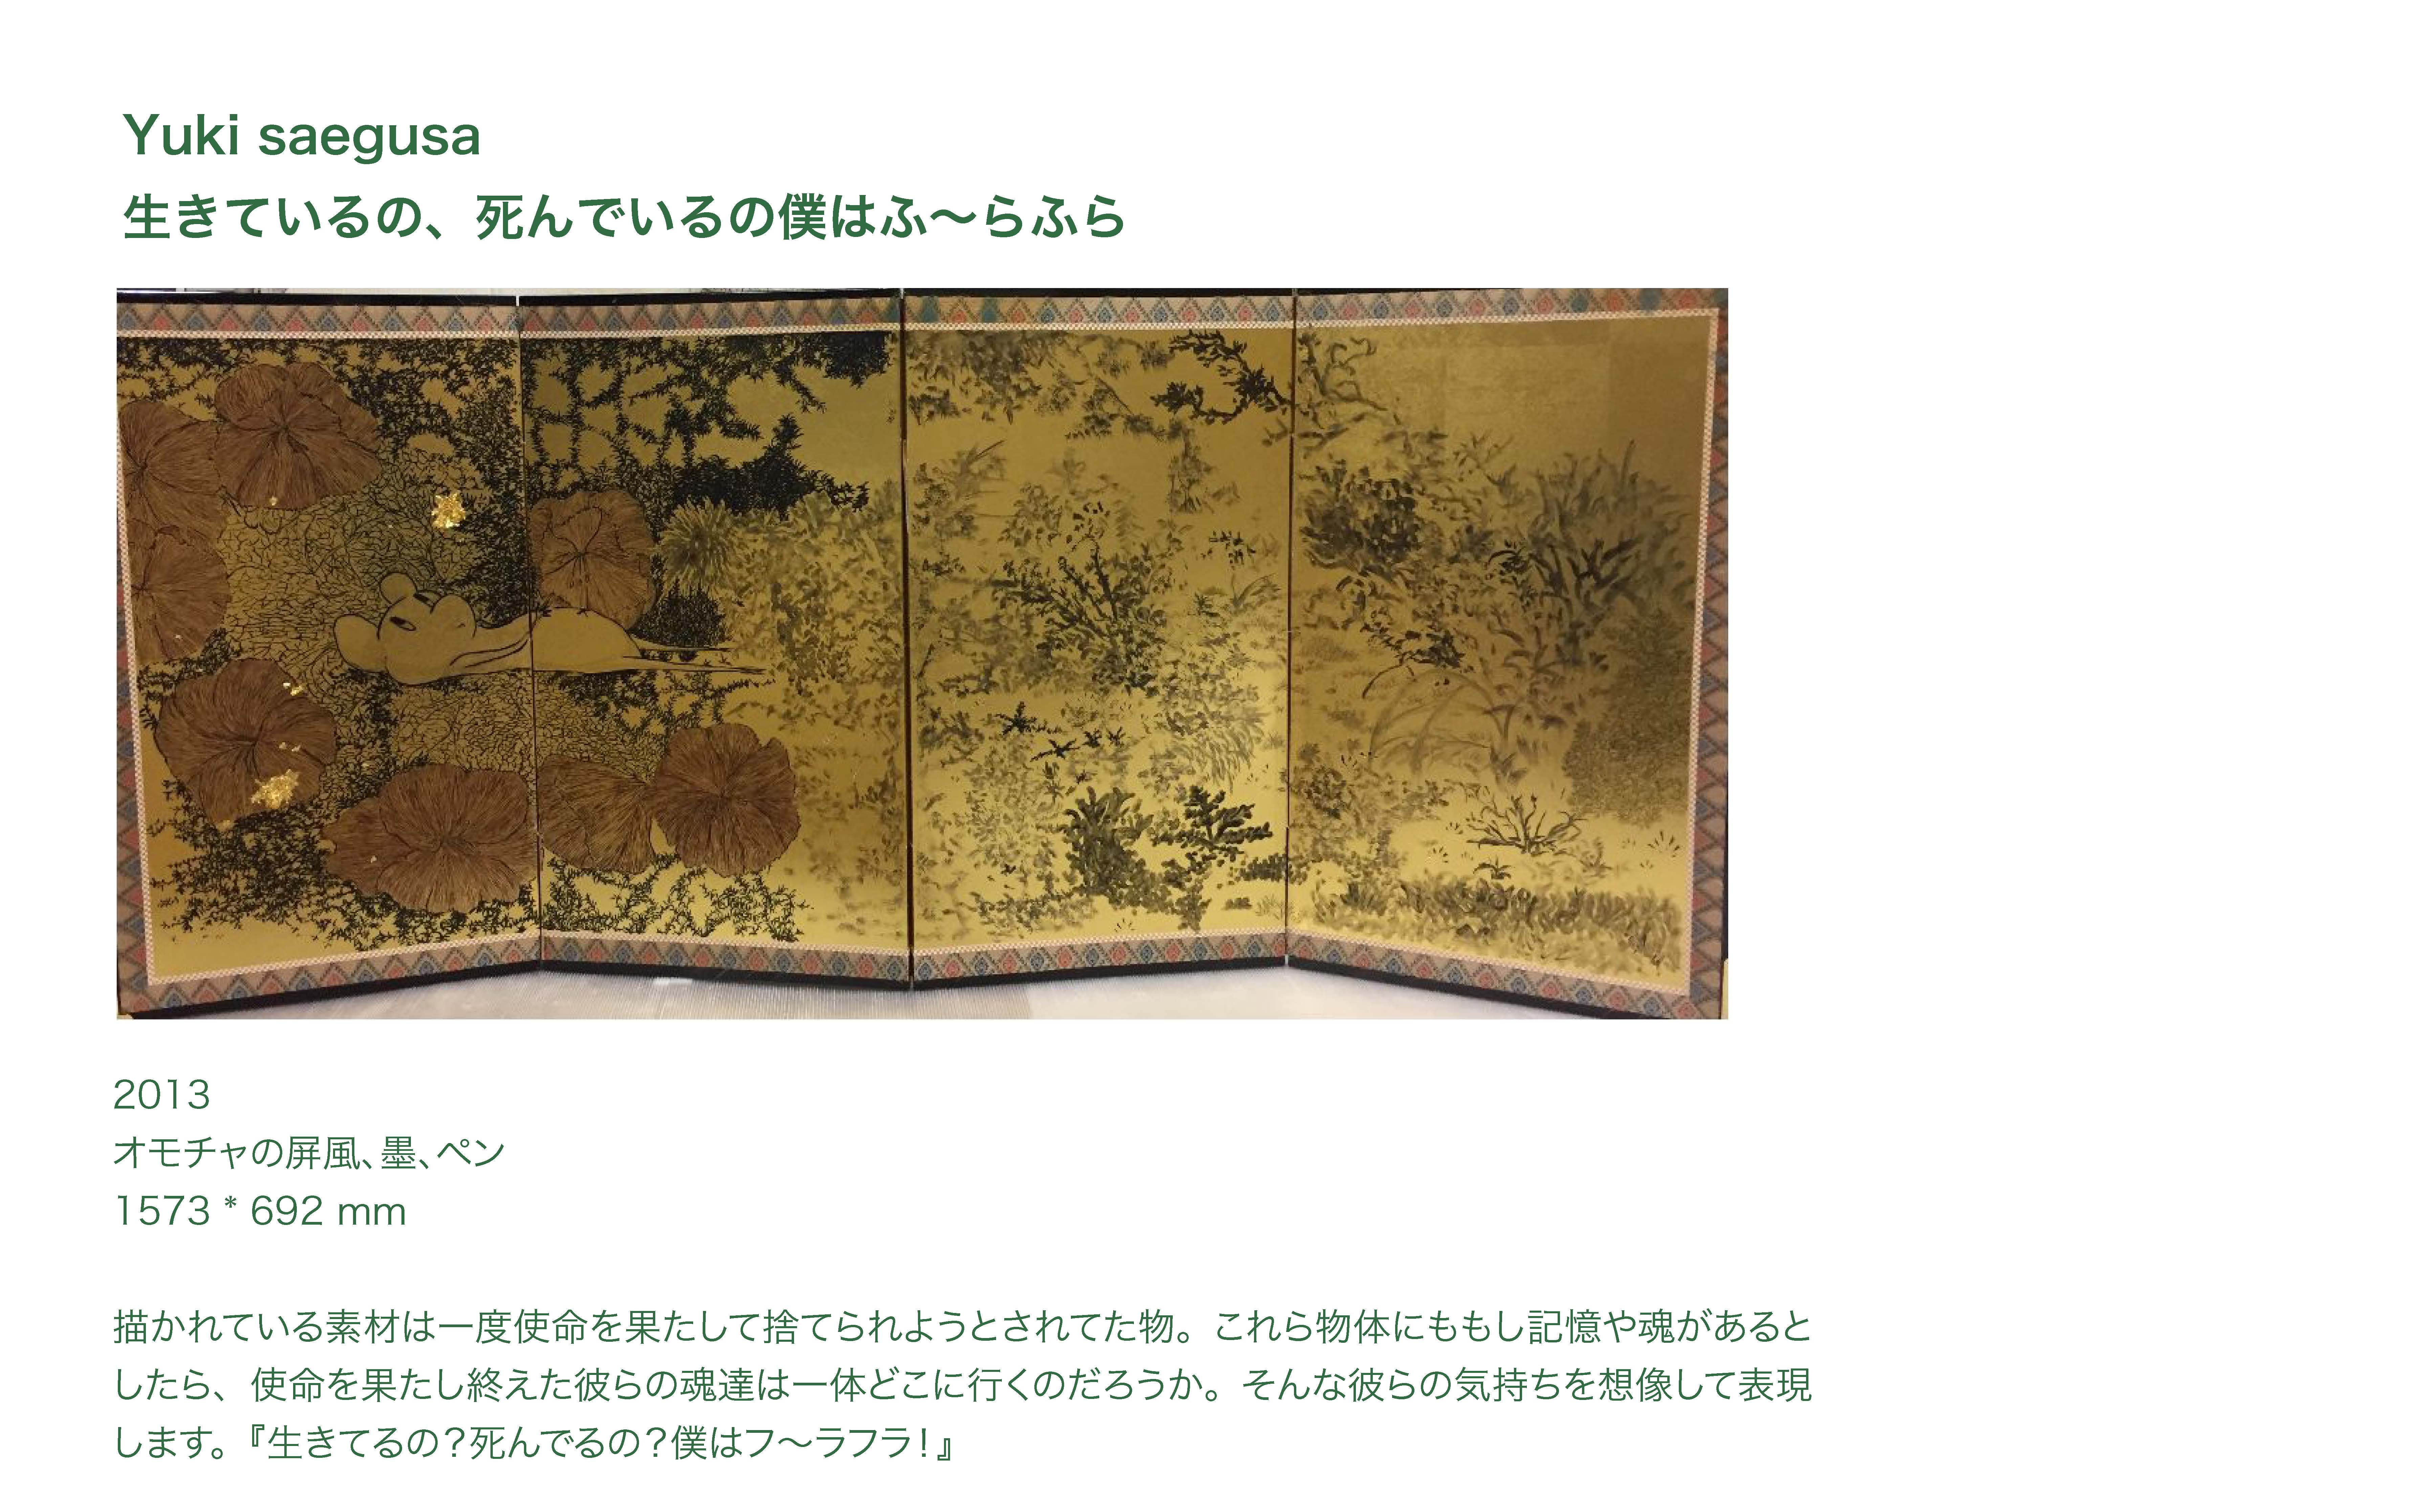 Yuki saegusa
生きているの、死んでいるの僕はふ〜らふら
2013
オモチャの屏風、墨、ペン
1573 * 692 mm
描かれている素材は一度使命を果たして捨てられようとされてた物。これら物体にももし記憶や魂があると
したら、使命を果たし終えた彼らの魂達は一体どこに行くのだろうか。そんな彼らの気持ちを想像して表現
します。『生きてるの？死んでるの？僕はフ〜ラフラ！』